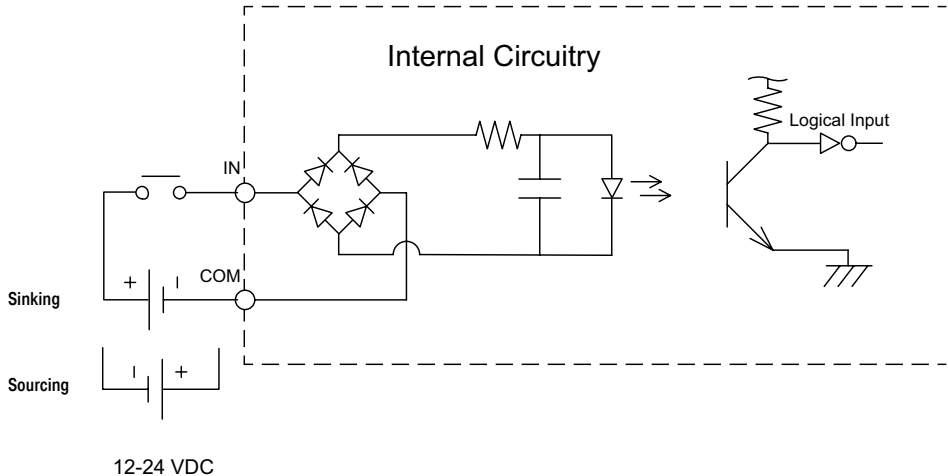 Internal Circuitry
Logical Input
IN
COM
+ −
Sinking
− +
Sourcing
12-24 VDC